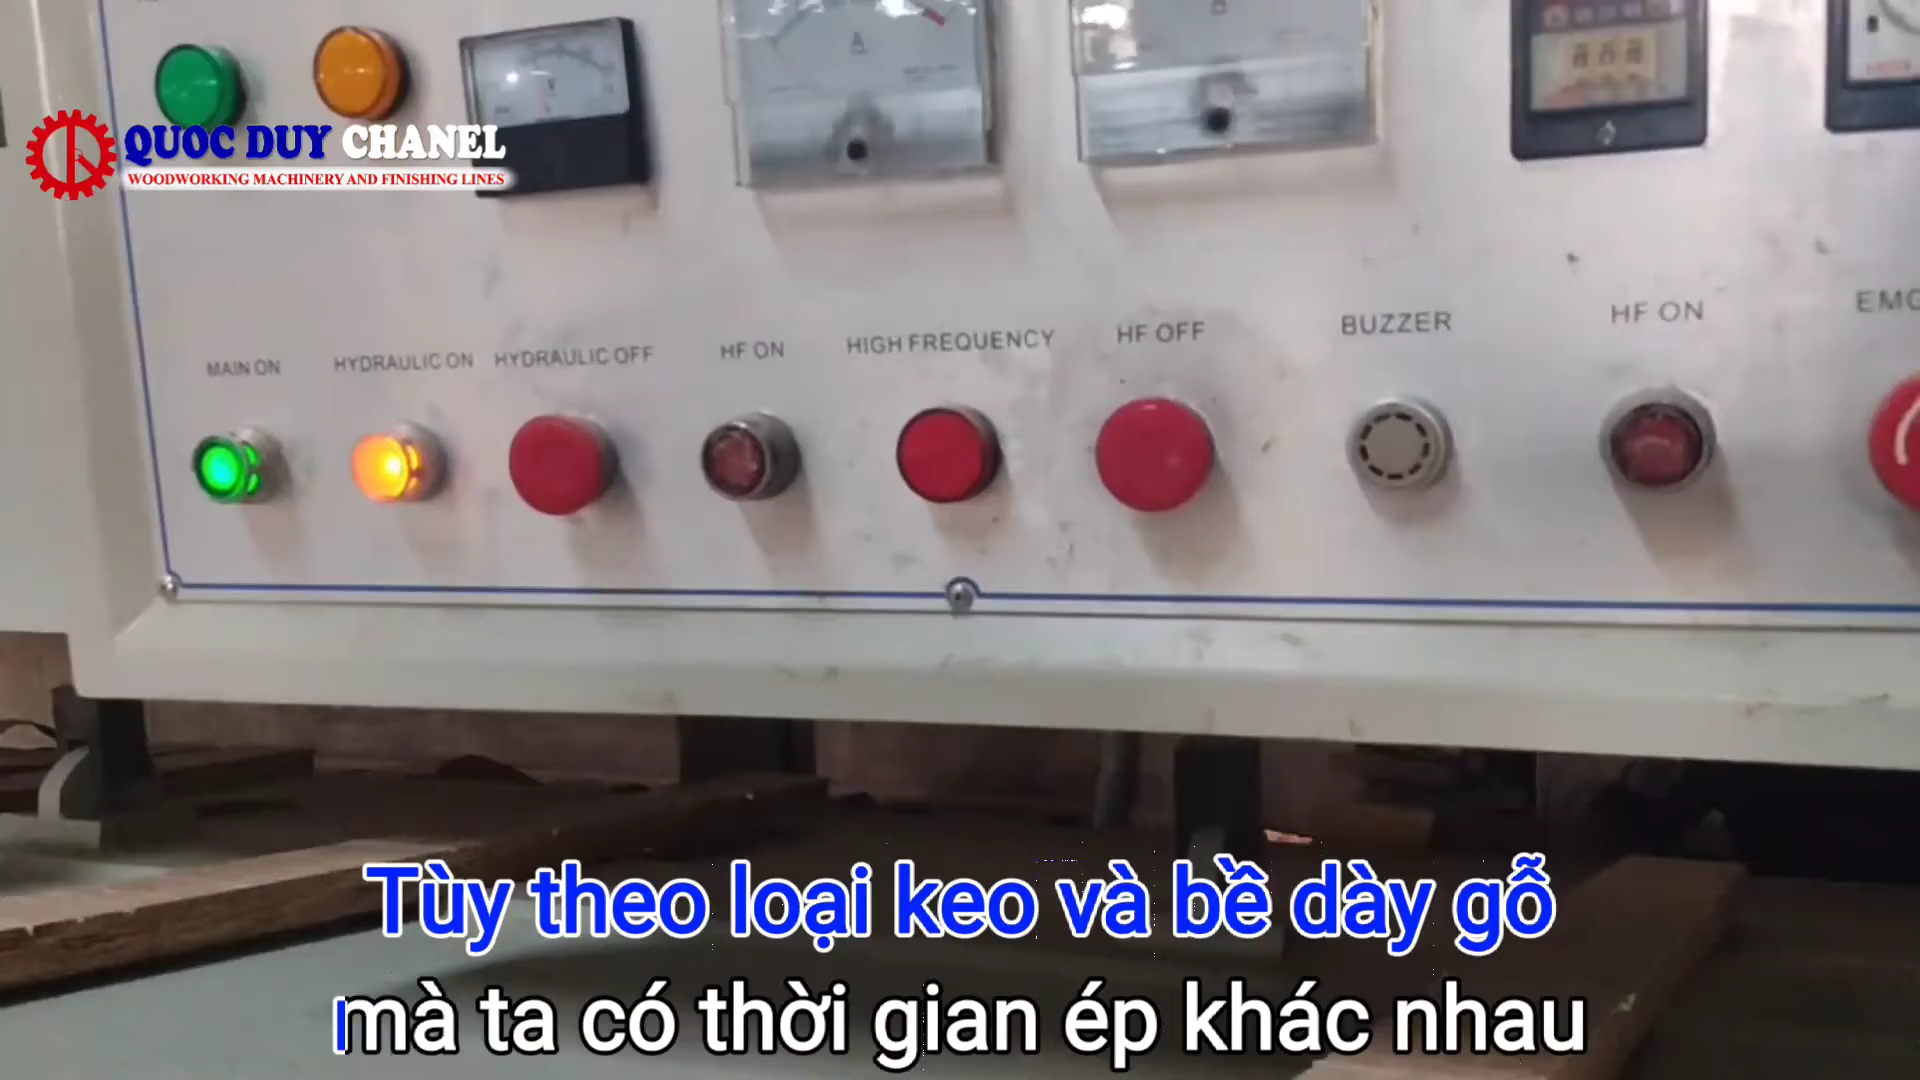 QUOC DUY CHANEL
WOODWORKING MACHINERY AND FINISHING LINES
MAIN ON
HYDRAULIC ON
HYDRAULIC OFF
HF ON
HIGH FREQUENCY
HF OFF
BUZZER
HF ON
Tùy theo loại keo và bề dày gỗ
mà ta có thời gian ép khác nhau